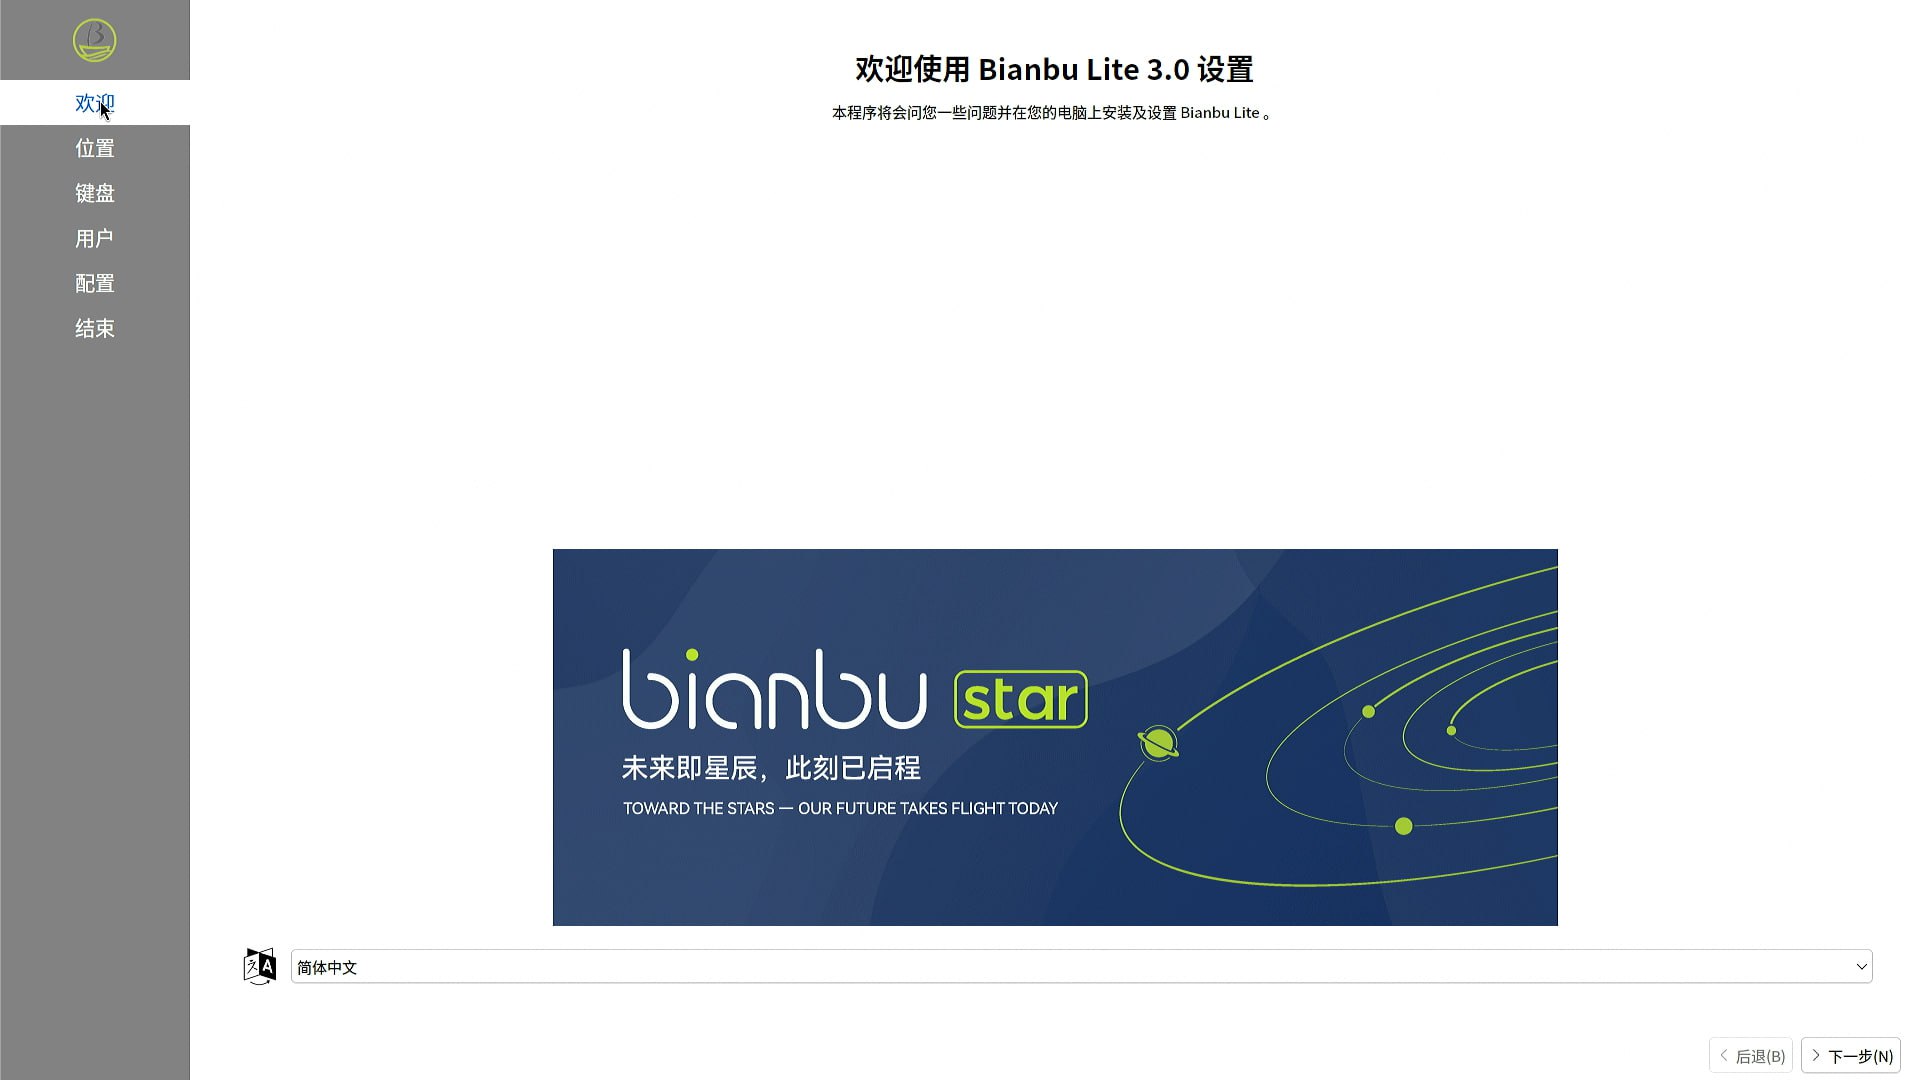 欢迎
位置
键盘
用户
配置
结束
欢迎使用 Bianbu Lite 3.0 设置
本程序将会问您一些问题并在您的电脑上安装及设置 Bianbu Lite 。
bianbu star
未来即星辰，此刻已启程
TOWARD THE STARS — OUR FUTURE TAKES FLIGHT TODAY
简体中文
后退(B)
下一步(N)